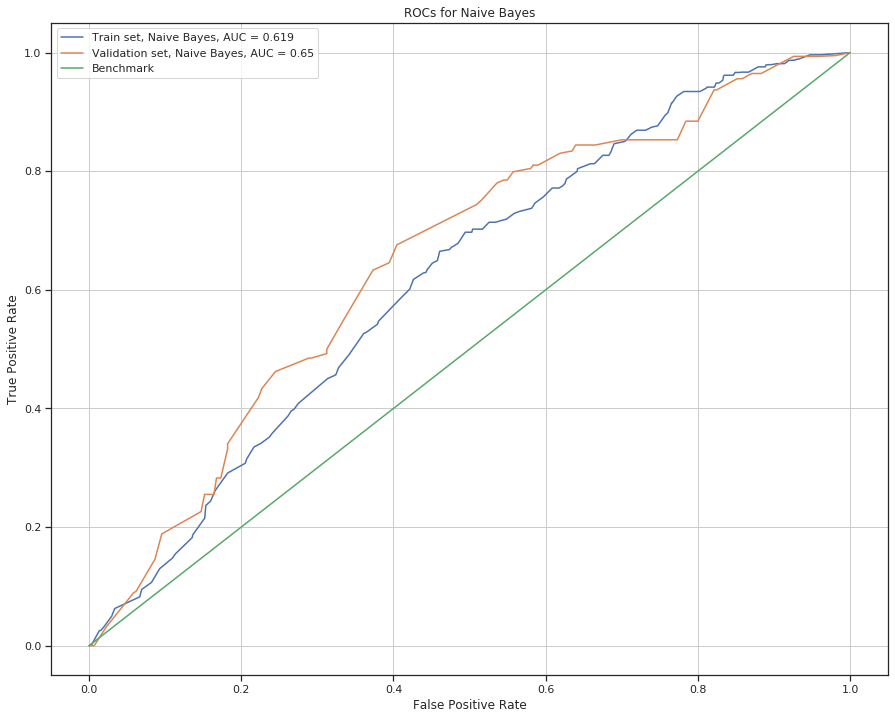 ROCs for Naive Bayes
Train set, Naive Bayes, AUC = 0.619
Validation set, Naive Bayes, AUC = 0.65
Benchmark
1.0
0.8
0.6
0.4
0.2
0.0
True Positive Rate
0.0 0.2 0.4 0.6 0.8 1.0
False Positive Rate